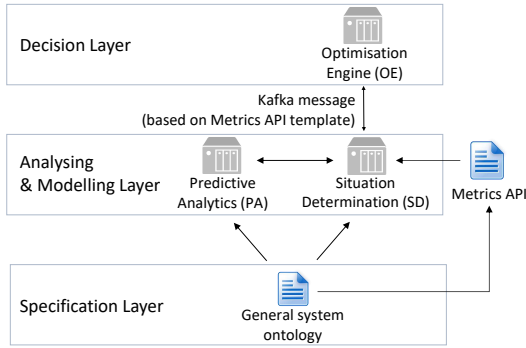 Decision Layer
Optimisation
Engine (OE)
Kafka message
(based on Metrics API template)
Analysing
& Modelling Layer
Predictive
Analytics (PA)
Situation
Determination (SD)
Metrics API
Specification Layer
General system
ontology